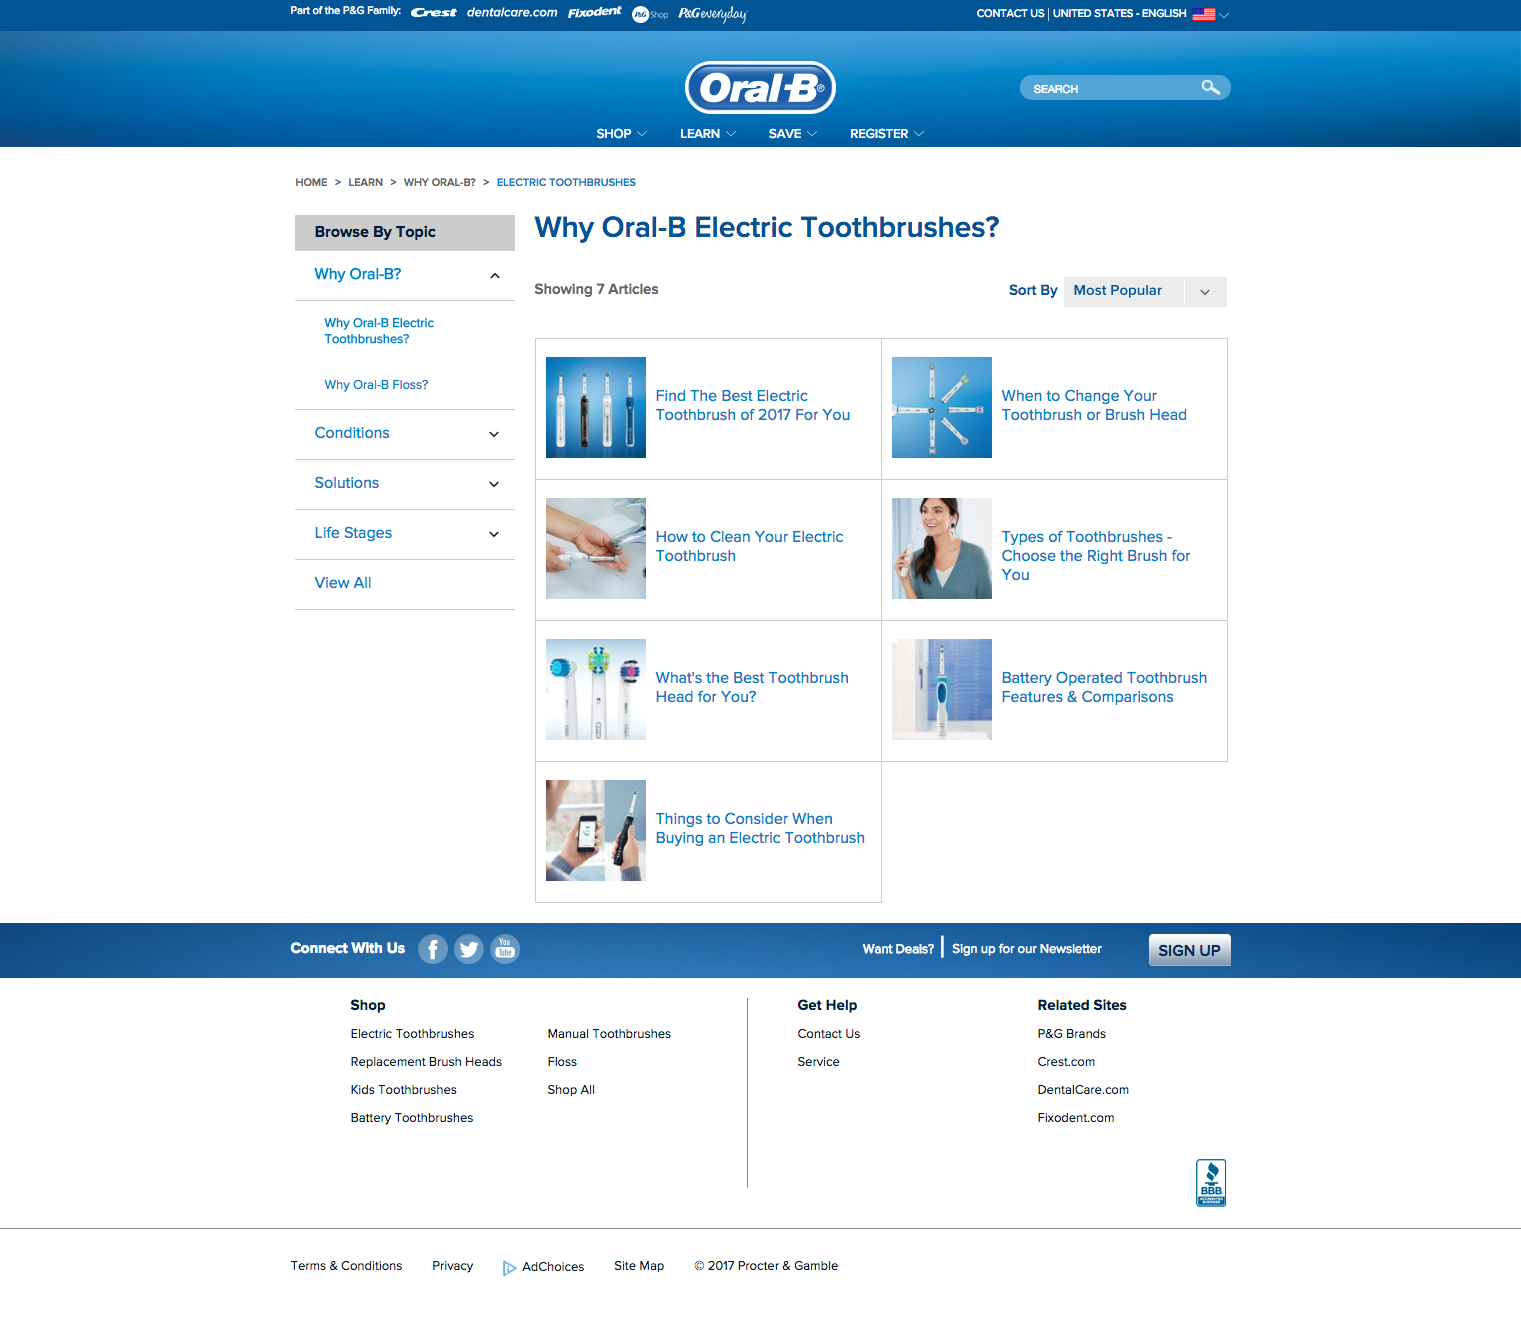 Part of the P&G Family: Crest dentalcare.com Fixodent P&G Shop P&Geveryday
CONTACT US | UNITED STATES - ENGLISH
Oral-B®
SEARCH
SHOP LEARN SAVE REGISTER
HOME > LEARN > WHY ORAL-B? > ELECTRIC TOOTHBRUSHES
Browse By Topic
Why Oral-B?
Why Oral-B Electric
Toothbrushes?
Why Oral-B Floss?
Conditions
Solutions
Life Stages
View All
Why Oral-B Electric Toothbrushes?
Showing 7 Articles
Sort By Most Popular
Find The Best Electric
Toothbrush of 2017 For You
When to Change Your
Toothbrush or Brush Head
How to Clean Your Electric
Toothbrush
Types of Toothbrushes -
Choose the Right Brush for
You
What's the Best Toothbrush
Head for You?
Battery Operated Toothbrush
Features & Comparisons
Things to Consider When
Buying an Electric Toothbrush
Connect With Us
You
Tube
Want Deals? | Sign up for our Newsletter
SIGN UP
Shop
Electric Toothbrushes
Replacement Brush Heads
Kids Toothbrushes
Battery Toothbrushes
Manual Toothbrushes
Floss
Shop All
Get Help
Contact Us
Service
Related Sites
P&G Brands
Crest.com
DentalCare.com
Fixodent.com
BBB
ACCREDITED
BUSINESS
Terms & Conditions Privacy AdChoices Site Map © 2017 Procter & Gamble